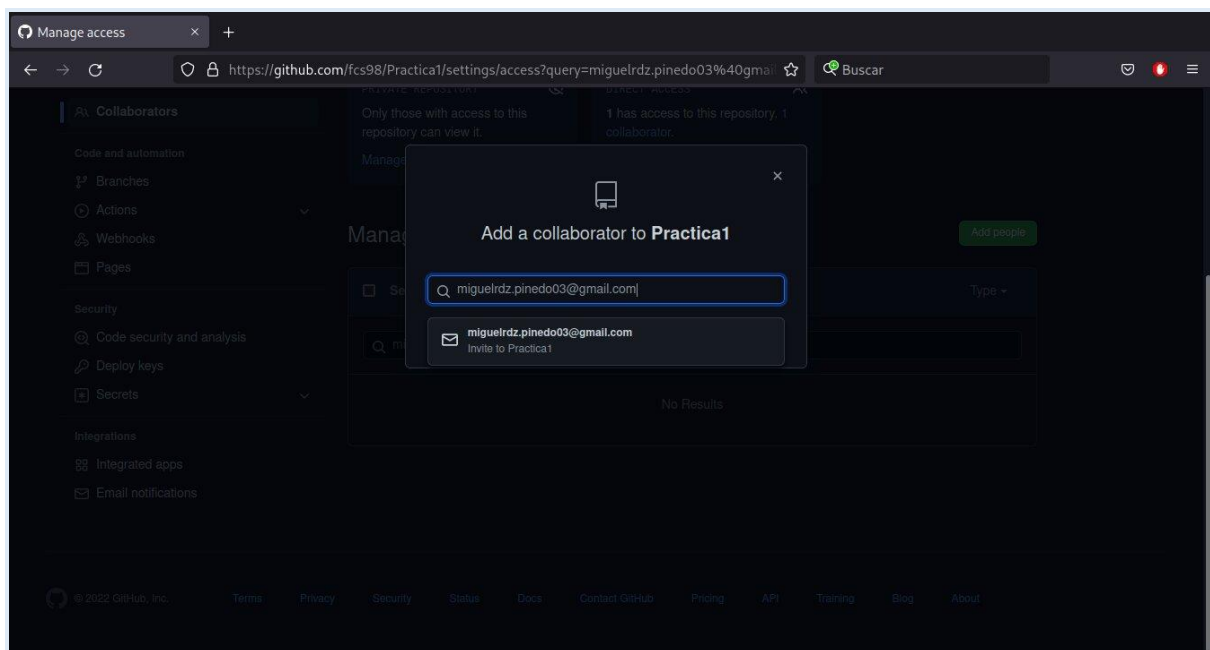 Manage access
https://github.com/fcs98/Practica1/settings/access?query=miguelrdz.pinedo03%40gmai
Buscar
Collaborators
PRIVATE REPOSITORY
Only those with access to this
repository can view it.
Manage
DIRECT ACCESS
1 has access to this repository. 1
collaborator.
Code and automation
Branches
Actions
Webhooks
Pages
Security
Code security and analysis
Deploy keys
Secrets
Integrations
Integrated apps
Email notifications
Mana
Add people
Se
Type
No Results
Add a collaborator to Practica1
miguelrdz.pinedo03@gmail.com
miguelrdz.pinedo03@gmail.com
Invite to Practica1
© 2022 GitHub, Inc.
Terms
Privacy
Security
Status
Docs
Contact GitHub
Pricing
API
Training
Blog
About